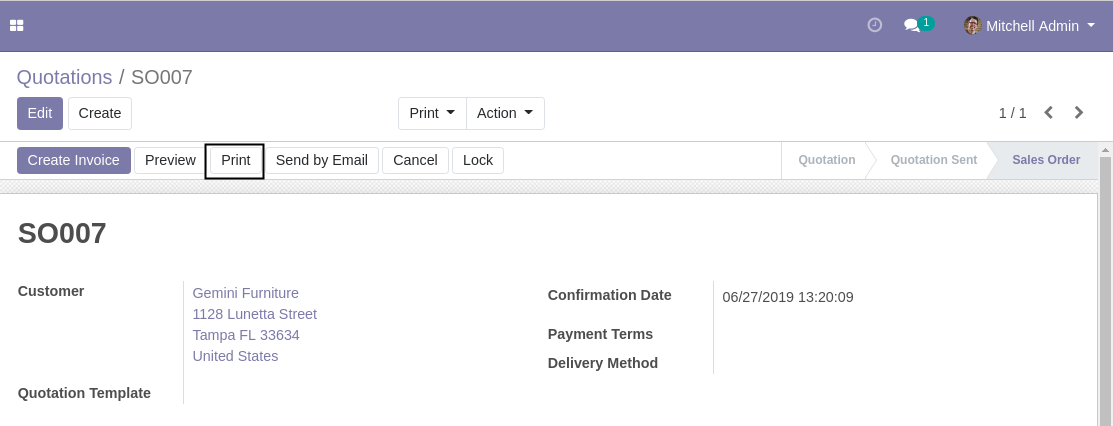 1 Mitchell Admin
Quotations / SO007
Edit Create Print Action 1 / 1
Create Invoice Preview Print Send by Email Cancel Lock Quotation Quotation Sent Sales Order
SO007
Customer Gemini Furniture Confirmation Date 06/27/2019 13:20:09
1128 Lunetta Street
Tampa FL 33634 Payment Terms
United States Delivery Method
Quotation Template